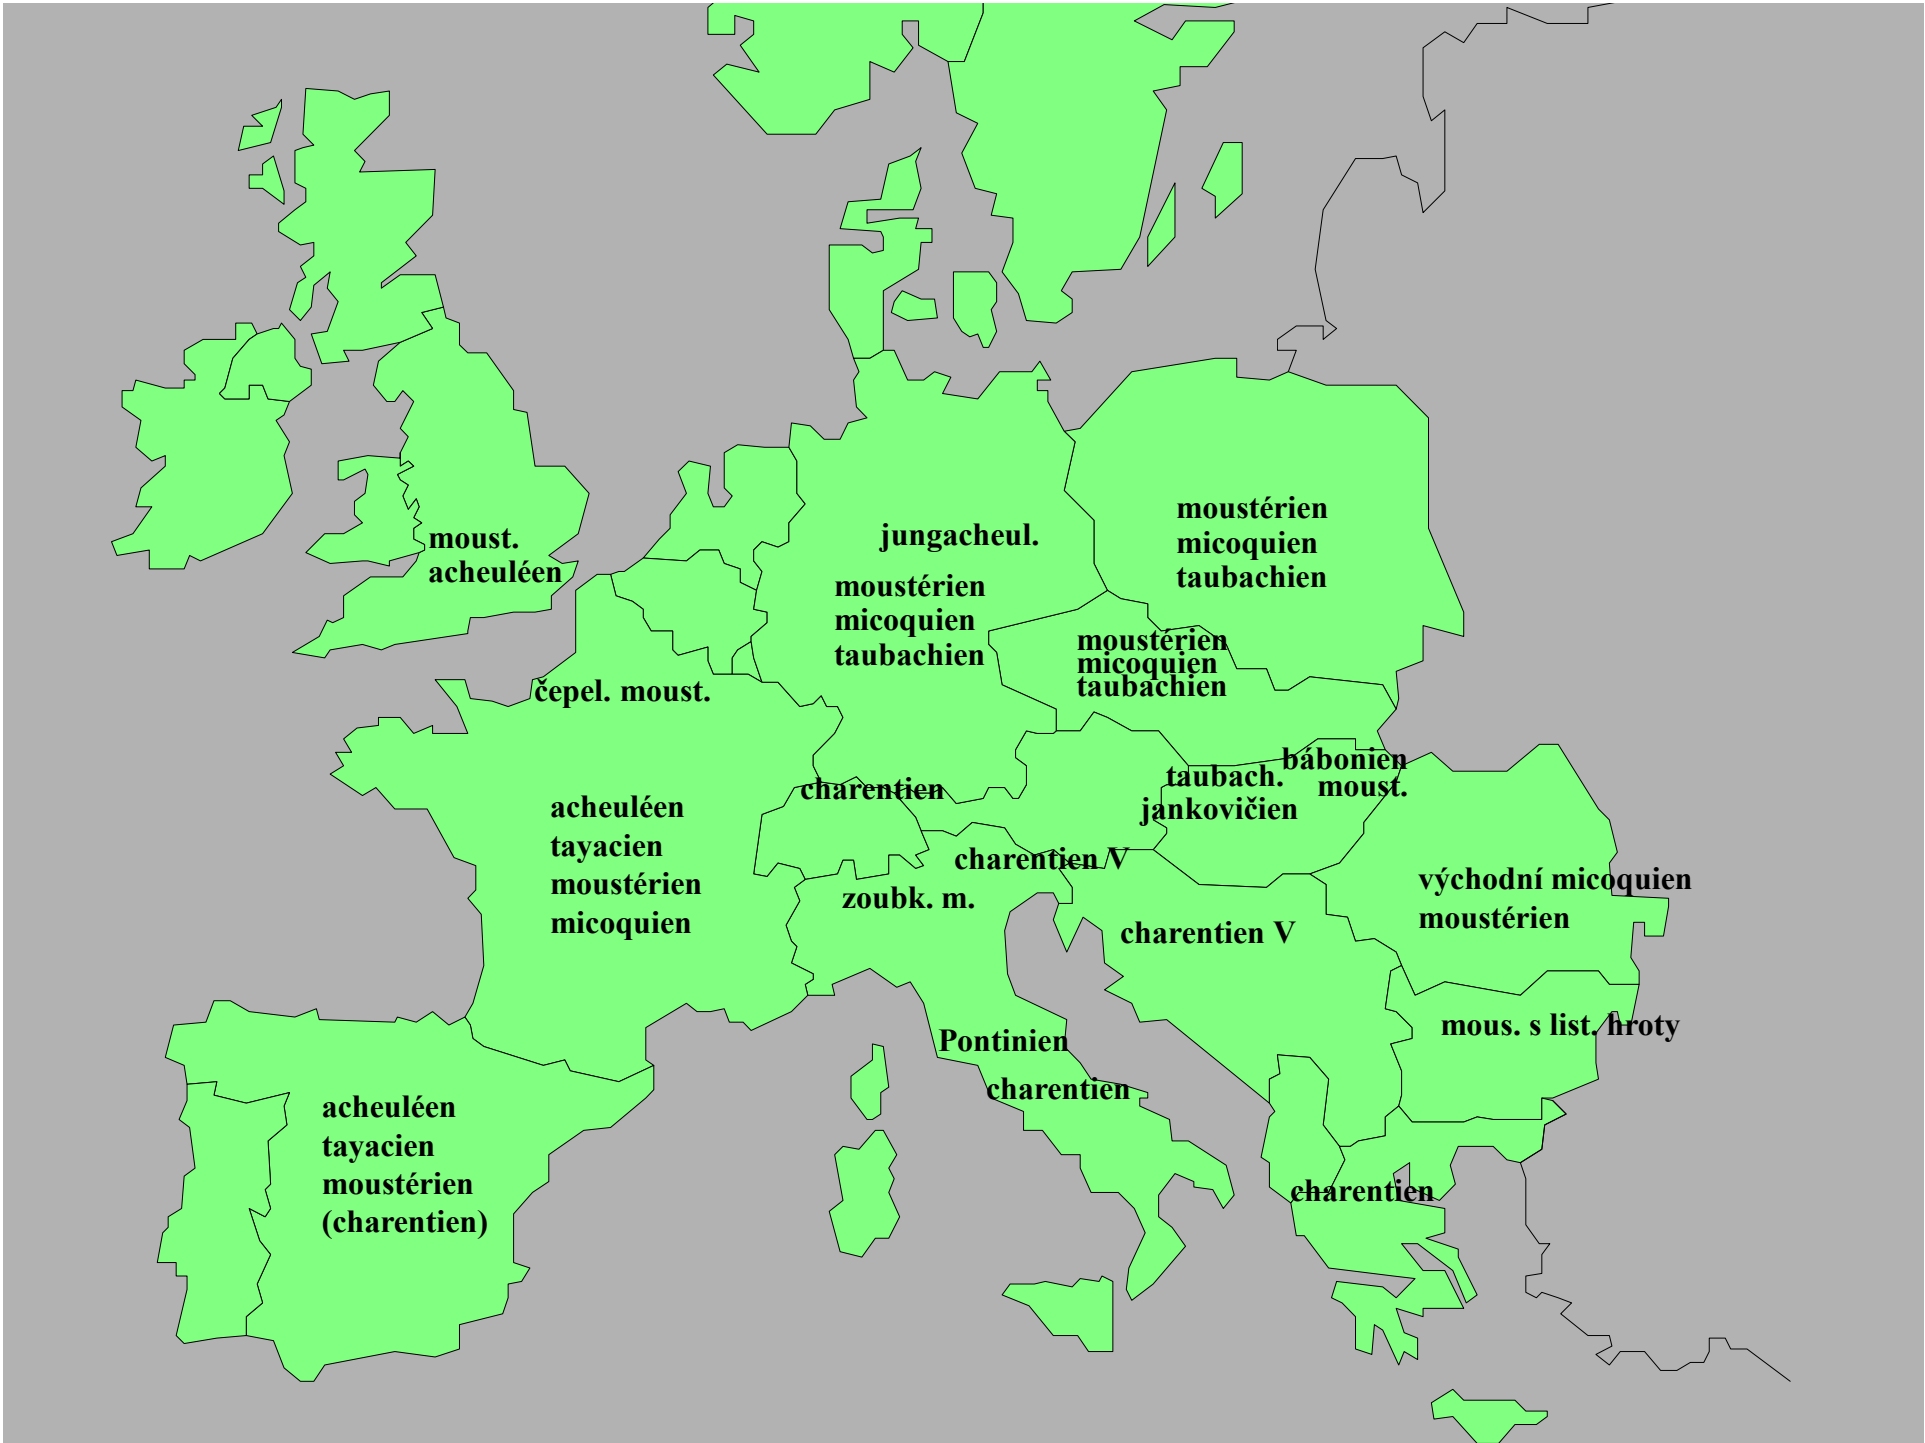 moust.
acheuléen
jungacheul.
moustérien
micoquien
taubachien
moustérien
micoquien
taubachien
moustérien
micoquien
taubachien
čepel. moust.
charentien
acheuléen
tayacien
moustérien
micoquien
bábonien
moust.
taubach.
jankovičien
charentien V
zoubk. m.
charentien V
východní micoquien
moustérien
mous. s list. hroty
Pontinien
charentien
acheuléen
tayacien
moustérien
(charentien)
charentien